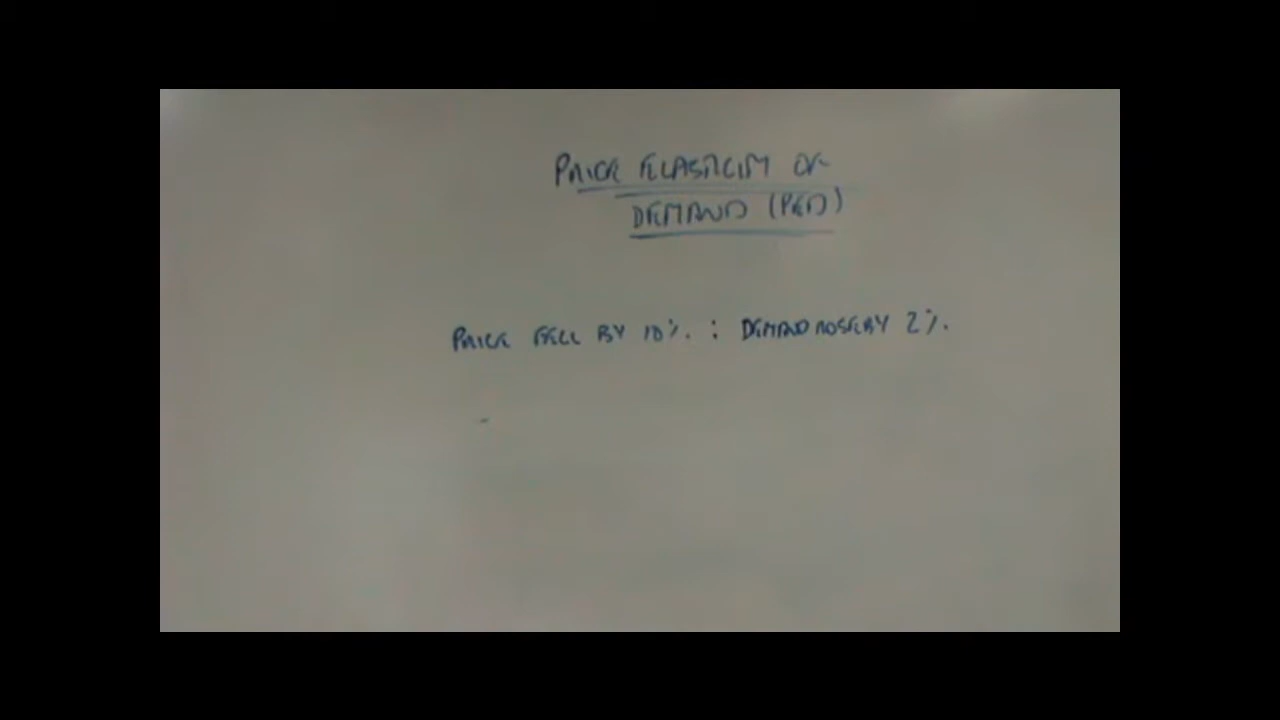 PRICE ELASTICITY OF
DEMAND (PED)
PRICE FELL BY 10% : DEMAND ROSE BY 2%.